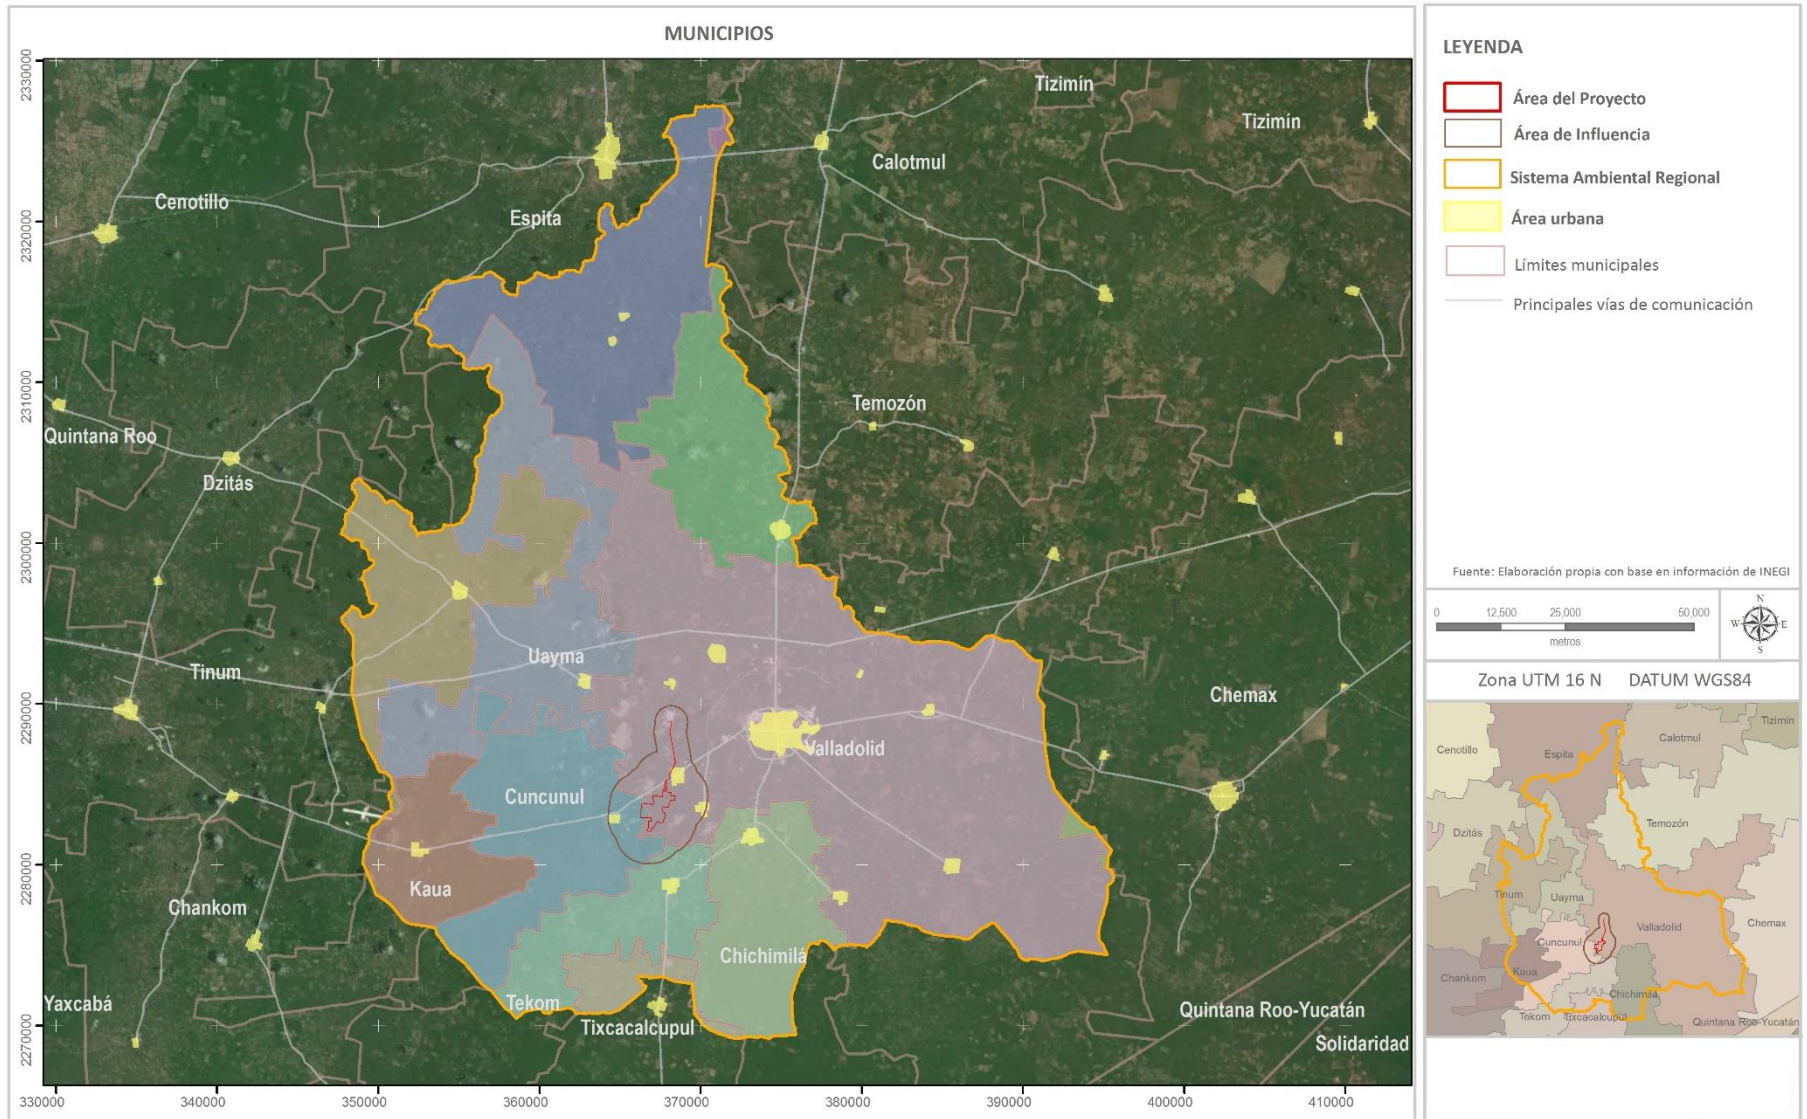 MUNICIPIOS
2330000
2320000
2310000
2300000
2290000
2280000
2270000
330000
340000
350000
360000
370000
380000
390000
400000
410000
Tizimín
Tizimín
Calotmul
Cenotillo
Espita
Temozón
Quintana Roo
Dzitás
Uayma
Tinum
Chemax
Valladolid
Cuncunul
Kaua
Chankom
Chichimilá
Yaxcabá
Tekom
Tixcacalcupul
Quintana Roo-Yucatán
Solidaridad
LEYENDA
Área del Proyecto
Área de Influencia
Sistema Ambiental Regional
Área urbana
Límites municipales
Principales vías de comunicación
Fuente: Elaboración propia con base en información de INEGI
0 12,500 25,000 50,000
metros
N
W E
S
Zona UTM 16 N DATUM WGS84
Tizimín
Cenotillo
Espita
Calotmul
Temozón
Dzitás
Tinum
Uayma
Valladolid
Chemax
Cuncunul
Kaua
Chankom
Chichimilá
Tekom
Tixcacalcupul
Quintana Roo-Yucatán